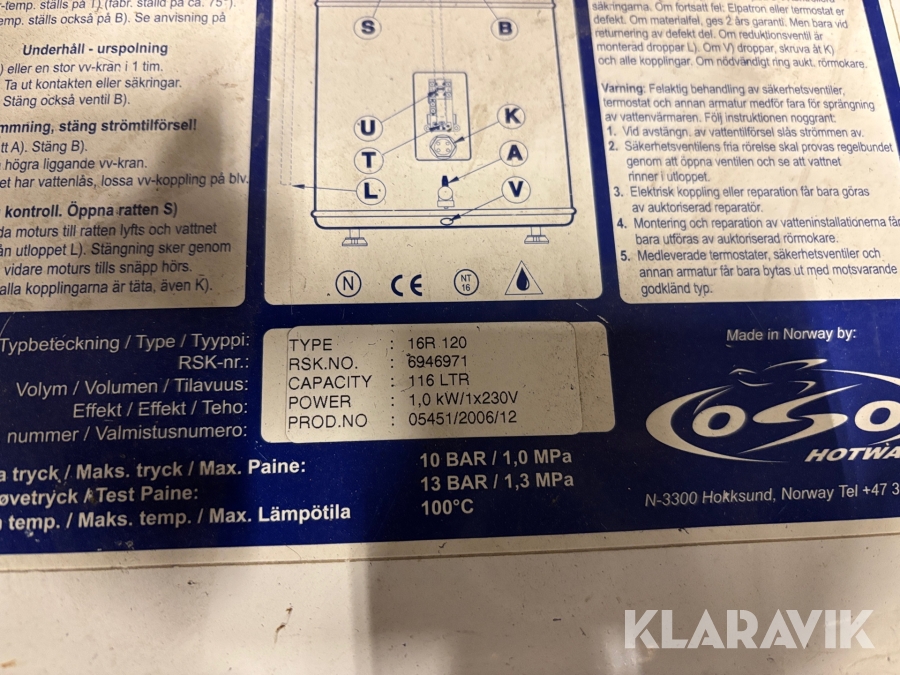 -temp. ställs på T) (fabr. ställd på ca. 75°).
temp. ställs också på B). Se anvisning på
Underhåll - urspolning
) eller en stor vv-kran i 1 tim.
Ta ut kontakten eller säkringar.
Stäng också ventil B).
mmning, stäng strömtilförsel!
tt A). Stäng B).
högra liggande vv-kran.
et har vattenlås, lossa vv-koppling på blv.
kontroll. Öppna ratten S)
da moturs till ratten lyfts och vattnet
ån utloppet L). Stängning sker genom
vidare moturs tills snäpp hörs.
alla kopplingarna är täta, även K).
S
B
U
K
T
A
L
V
N
CE
NT
16
säkringarna. Om fortsatt fel: Elpatron eller termostat er
defekt. Om materialfel, ges 2 års garanti. Men bara vid
returnering av defekt del. Om reduktionsventil är
monteräd droppar L). Om V) droppar, skruva åt K)
och alla kopplingar. Om nödvändigt ring aukt. rörmokare.
Varning: Felaktig behandling av säkerhetsventiler,
termostat och annan armatur medför fara för sprängning
av vattenvärmaren. Följ instruktionen noggrant:
1. Vid avstängn. av vattentilförsel slås strömmen av.
2. Säkerhetsventilens fria rörelse skal provas regelbundet
genom att öppna ventilen och se att vattnet
rinner i utloppet.
3. Elektrisk koppling eller reparation får bara göras
av auktoriserad reparatör.
4. Montering och reparation av vatteninstallationerna får
bara utföras av auktoriserad rörmokare.
5. Medleverade termostater, säkerhetsventiler och
annan armatur får bara bytas ut med motsvarande
godkänd typ.
Typbeteckning / Type / Tyyppi:
RSK-nr.:
Volym / Volumen / Tilavuus:
Effekt / Effekt / Teho:
nummer / Valmistusnumero:
TYPE : 16R 120
RSK.NO. : 6946971
CAPACITY : 116 LTR
POWER : 1,0 kW/1x230V
PROD.NO : 05451/2006/12
a tryck / Maks. tryck / Max. Paine: 10 BAR / 1,0 MPa
øvetryck / Test Paine: 13 BAR / 1,3 MPa
temp. / Maks. temp. / Max. Lämpötila 100°C
Made in Norway by:
OSO
HOTWA
N-3300 Hokksund, Norway Tel +47 3
KLARAVIK